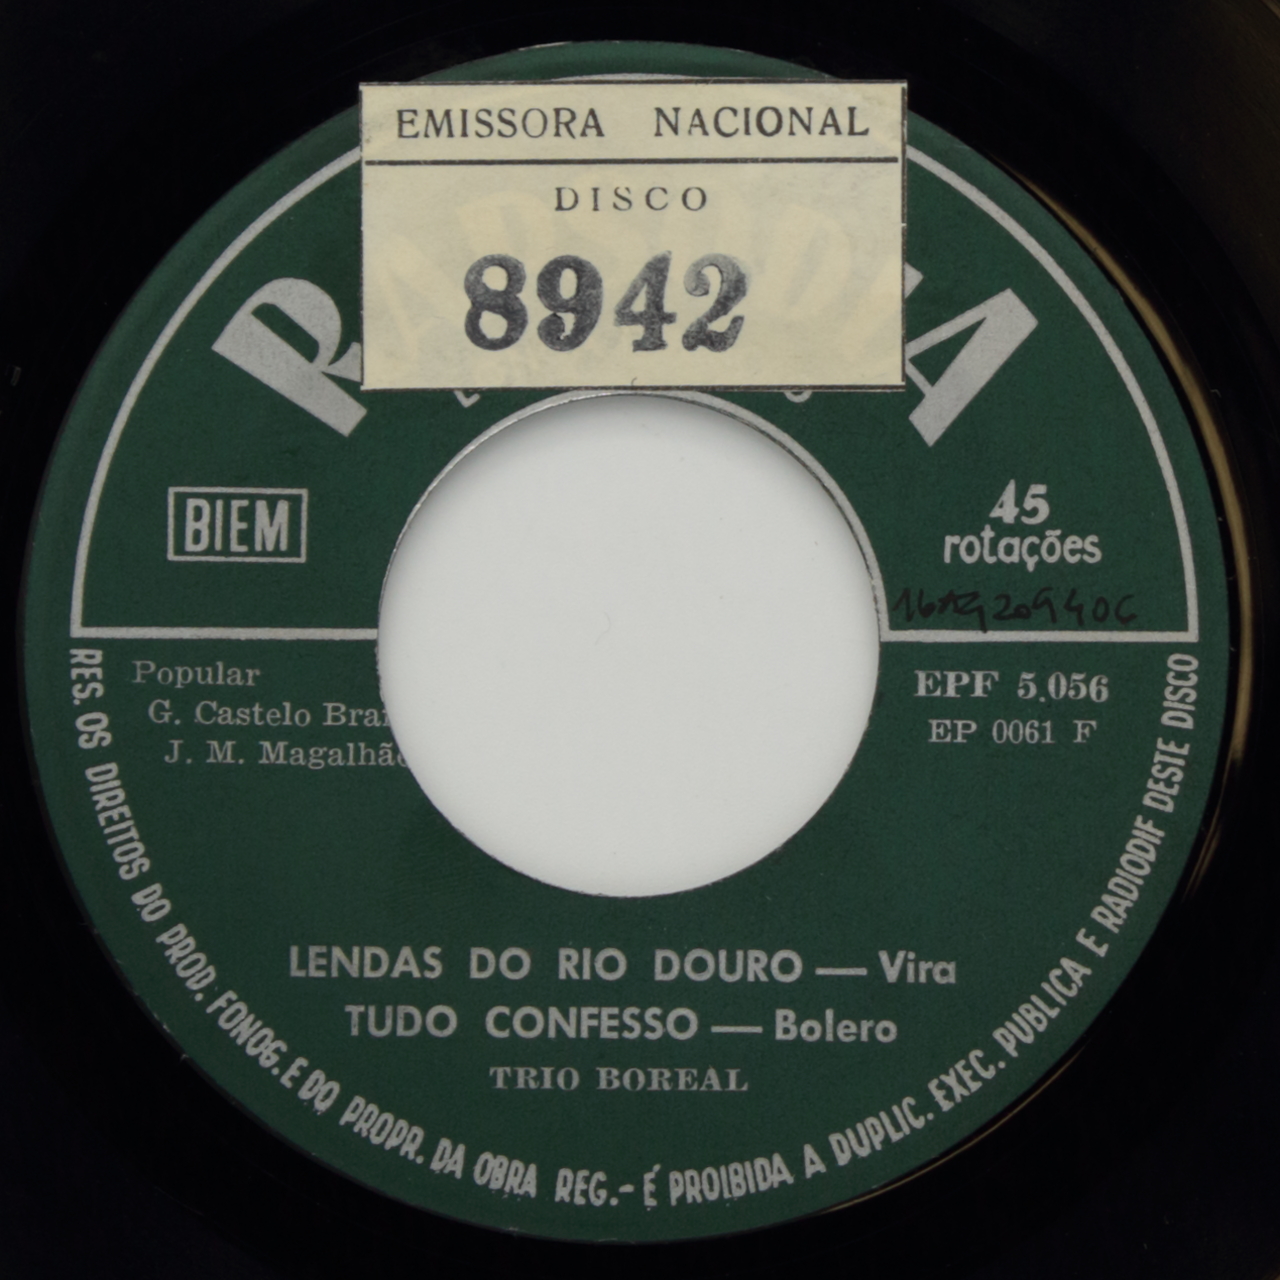 EMISSORA NACIONAL
DISCO
8942
BIEM
45
rotações
Popular
G. Castelo
J. M.
EPF 5.056
EP 0061 F
LENDAS DO RIO DOURO — Vira
TUDO CONFESSO — Bolero
TRIO BOREAL
RES. OS DIREITOS DO PROD. FONOG. E DO PROPR. DA OBRA REG.- É PROIBIDA A DUPLIC. EXEC. PUBLICA E RADIODIF DESTE DISCO